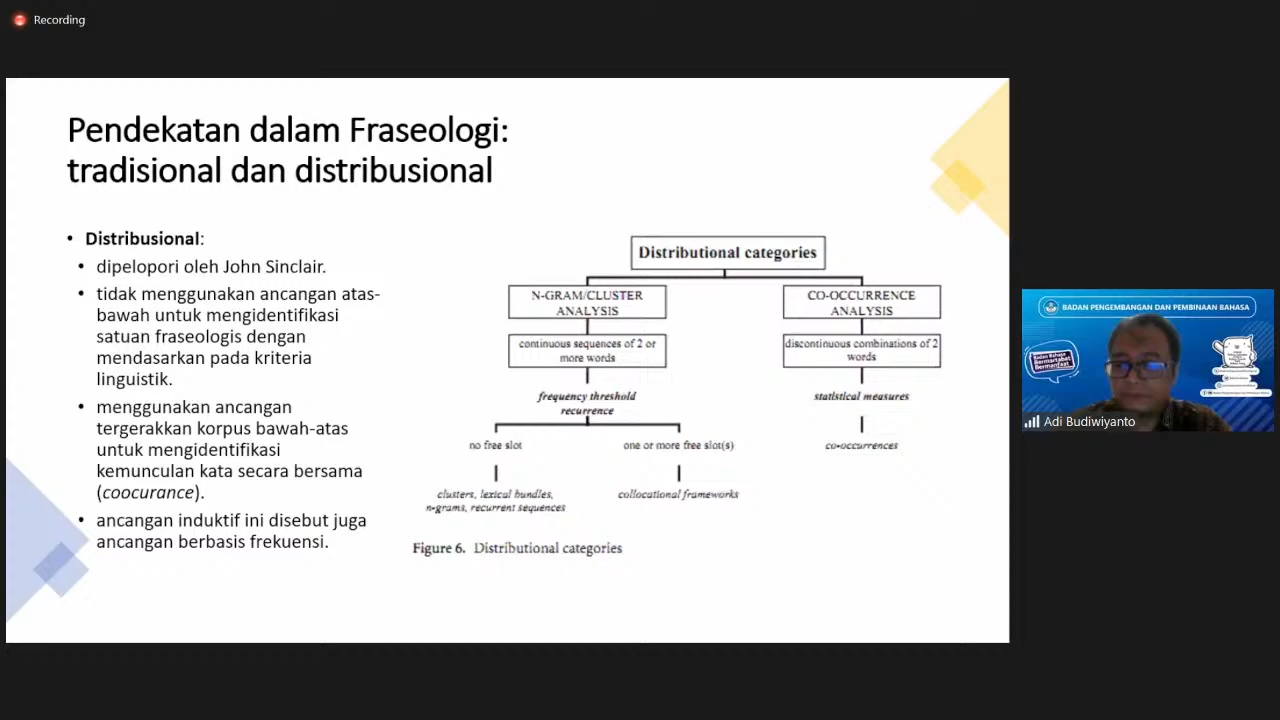 Recording
Pendekatan dalam Fraseologi:
tradisional dan distribusional
• Distribusional:
• dipelopori oleh John Sinclair.
• tidak menggunakan ancangan atas-
bawah untuk mengidentifikasi
satuan fraseologis dengan
mendasarkan pada kriteria
linguistik.
• menggunakan ancangan
tergerakkan korpus bawah-atas
untuk mengidentifikasi
kemunculan kata secara bersama
(coocurance).
• ancangan induktif ini disebut juga
ancangan berbasis frekuensi.
Distributional categories
N-GRAM/CLUSTER
ANALYSIS
continuous sequences of 2 or
more words
frequency threshold
recurrence
no free slot
one or more free slot(s)
clusters, lexical bundles,
n-grams, recurrent sequences
collocational frameworks
CO-OCCURRENCE
ANALYSIS
discontinuous combinations of 2
words
statistical measures
co-occurrences
Figure 6. Distributional categories
BADAN PENGEMBANGAN DAN PEMBINAAN BAHASA
Badan Bahasa
Bermartabat
Bermanfaat
Adi Budiwiyanto